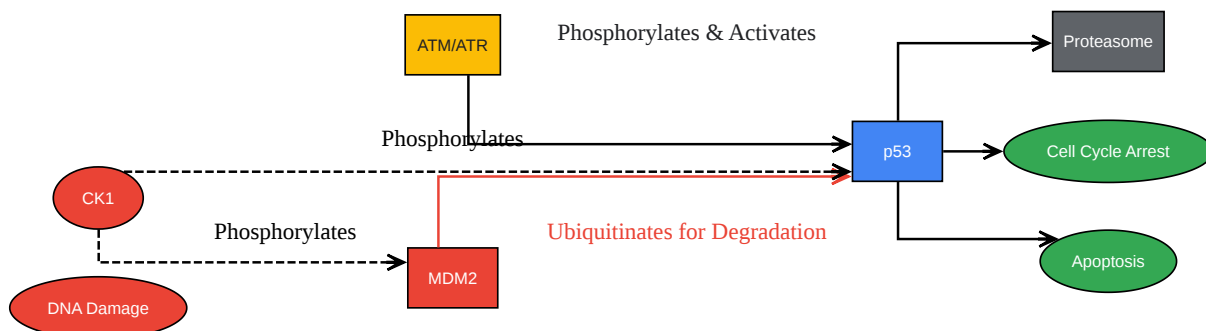 Phosphorylates & Activates
ATM/ATR
Proteasome
Phosphorylates
p53
Cell Cycle Arrest
CK1
Phosphorylates
Ubiquitinates for Degradation
MDM2
Apoptosis
DNA Damage